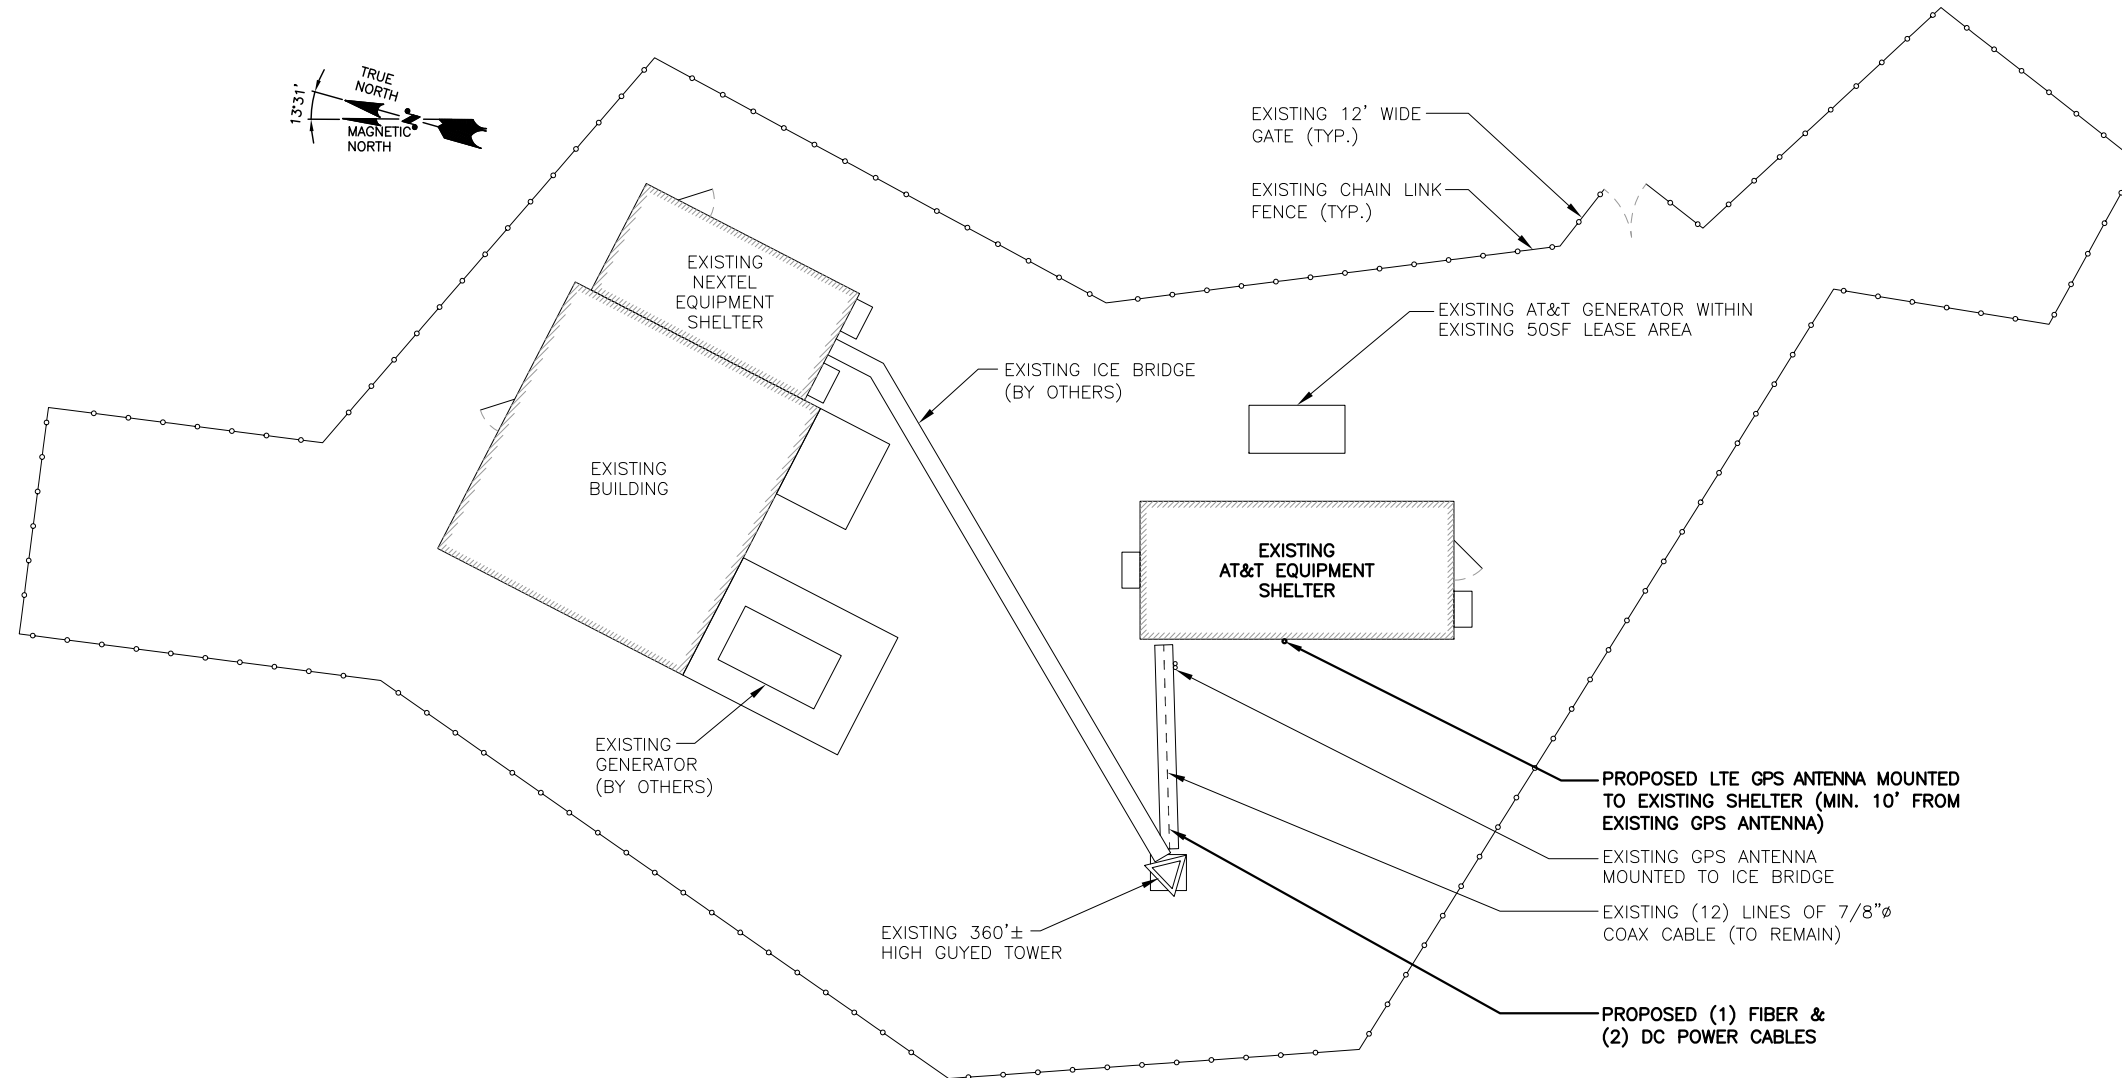 TRUE
NORTH
13°31'
MAGNETIC
NORTH
EXISTING 12' WIDE
GATE (TYP.)
EXISTING CHAIN LINK
FENCE (TYP.)
EXISTING
NEXTEL
EQUIPMENT
SHELTER
EXISTING AT&T GENERATOR WITHIN
EXISTING 50SF LEASE AREA
EXISTING ICE BRIDGE
(BY OTHERS)
EXISTING
BUILDING
EXISTING
AT&T EQUIPMENT
SHELTER
EXISTING
GENERATOR
(BY OTHERS)
PROPOSED LTE GPS ANTENNA MOUNTED
TO EXISTING SHELTER (MIN. 10' FROM
EXISTING GPS ANTENNA)
EXISTING GPS ANTENNA
MOUNTED TO ICE BRIDGE
EXISTING (12) LINES OF 7/8"ø
COAX CABLE (TO REMAIN)
EXISTING 360'±
HIGH GUYED TOWER
PROPOSED (1) FIBER &
(2) DC POWER CABLES